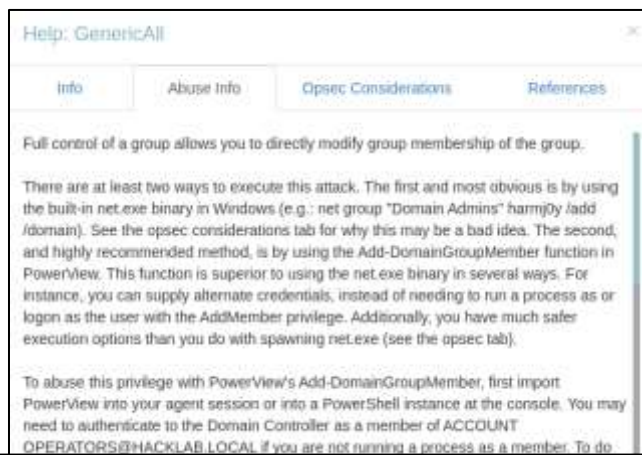 Help: GenericAll
×
Info
Abuse Info
Opsec Considerations
References
Full control of a group allows you to directly modify group membership of the group.
There are at least two ways to execute this attack. The first and most obvious is by using
the built-in net.exe binary in Windows (e.g.: net group "Domain Admins" harmj0y /add
/domain). See the opsec considerations tab for why this may be a bad idea. The second,
and highly recommended method, is by using the Add-DomainGroupMember function in
PowerView. This function is superior to using the net.exe binary in several ways. For
instance, you can supply alternate credentials, instead of needing to run a process as or
logon as the user with the AddMember privilege. Additionally, you have much safer
execution options than you do with spawning net.exe (see the opsec tab).
To abuse this privilege with PowerView's Add-DomainGroupMember, first import
PowerView into your agent session or into a PowerShell instance at the console. You may
need to authenticate to the Domain Controller as a member of ACCOUNT
OPERATORS@HACKLAB.LOCAL if you are not running a process as a member. To do